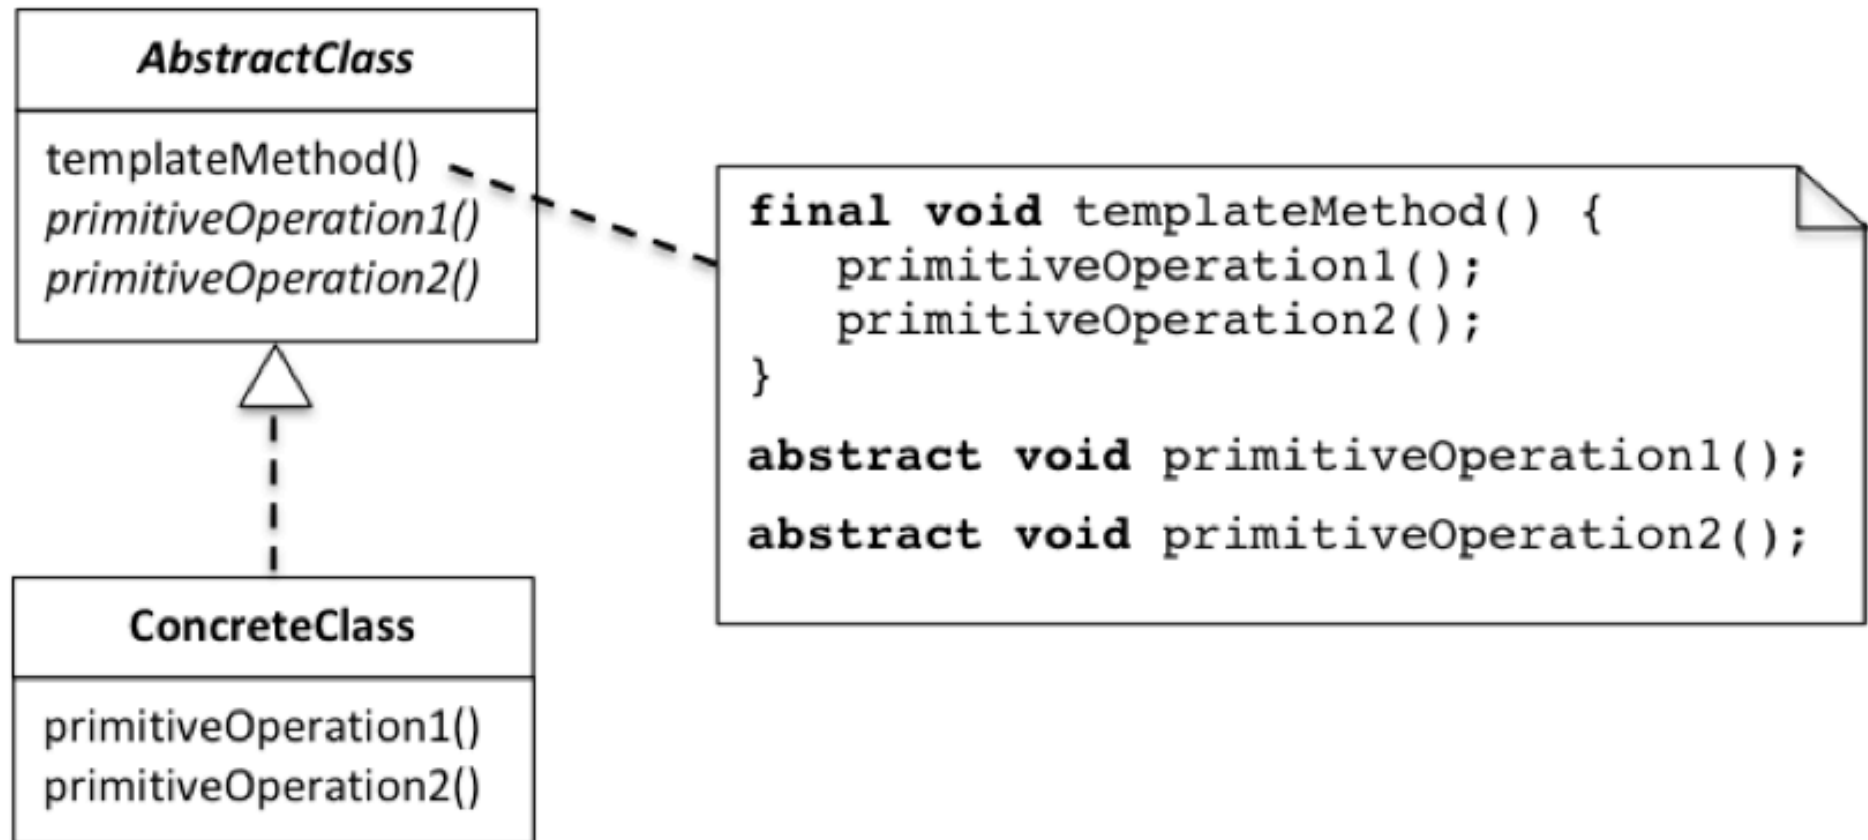 AbstractClass
templateMethod()
primitiveOperation1()
primitiveOperation2()
final void templateMethod() {
primitiveOperation1();
primitiveOperation2();
}
abstract void primitiveOperation1();
abstract void primitiveOperation2();
ConcreteClass
primitiveOperation1()
primitiveOperation2()